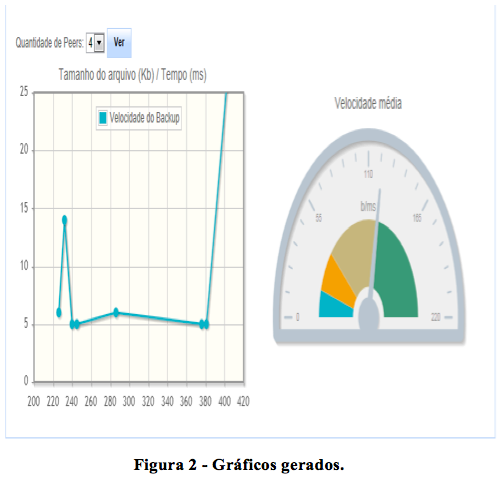 Quantidade de Peers: 4 Ver
Tamanho do arquivo (Kb) / Tempo (ms)
Velocidade do Backup
25
20
15
10
5
0
200 220 240 260 280 300 320 340 360 380 400 420
Velocidade média
110
b/ms
55 165
0 220
Figura 2 - Gráficos gerados.